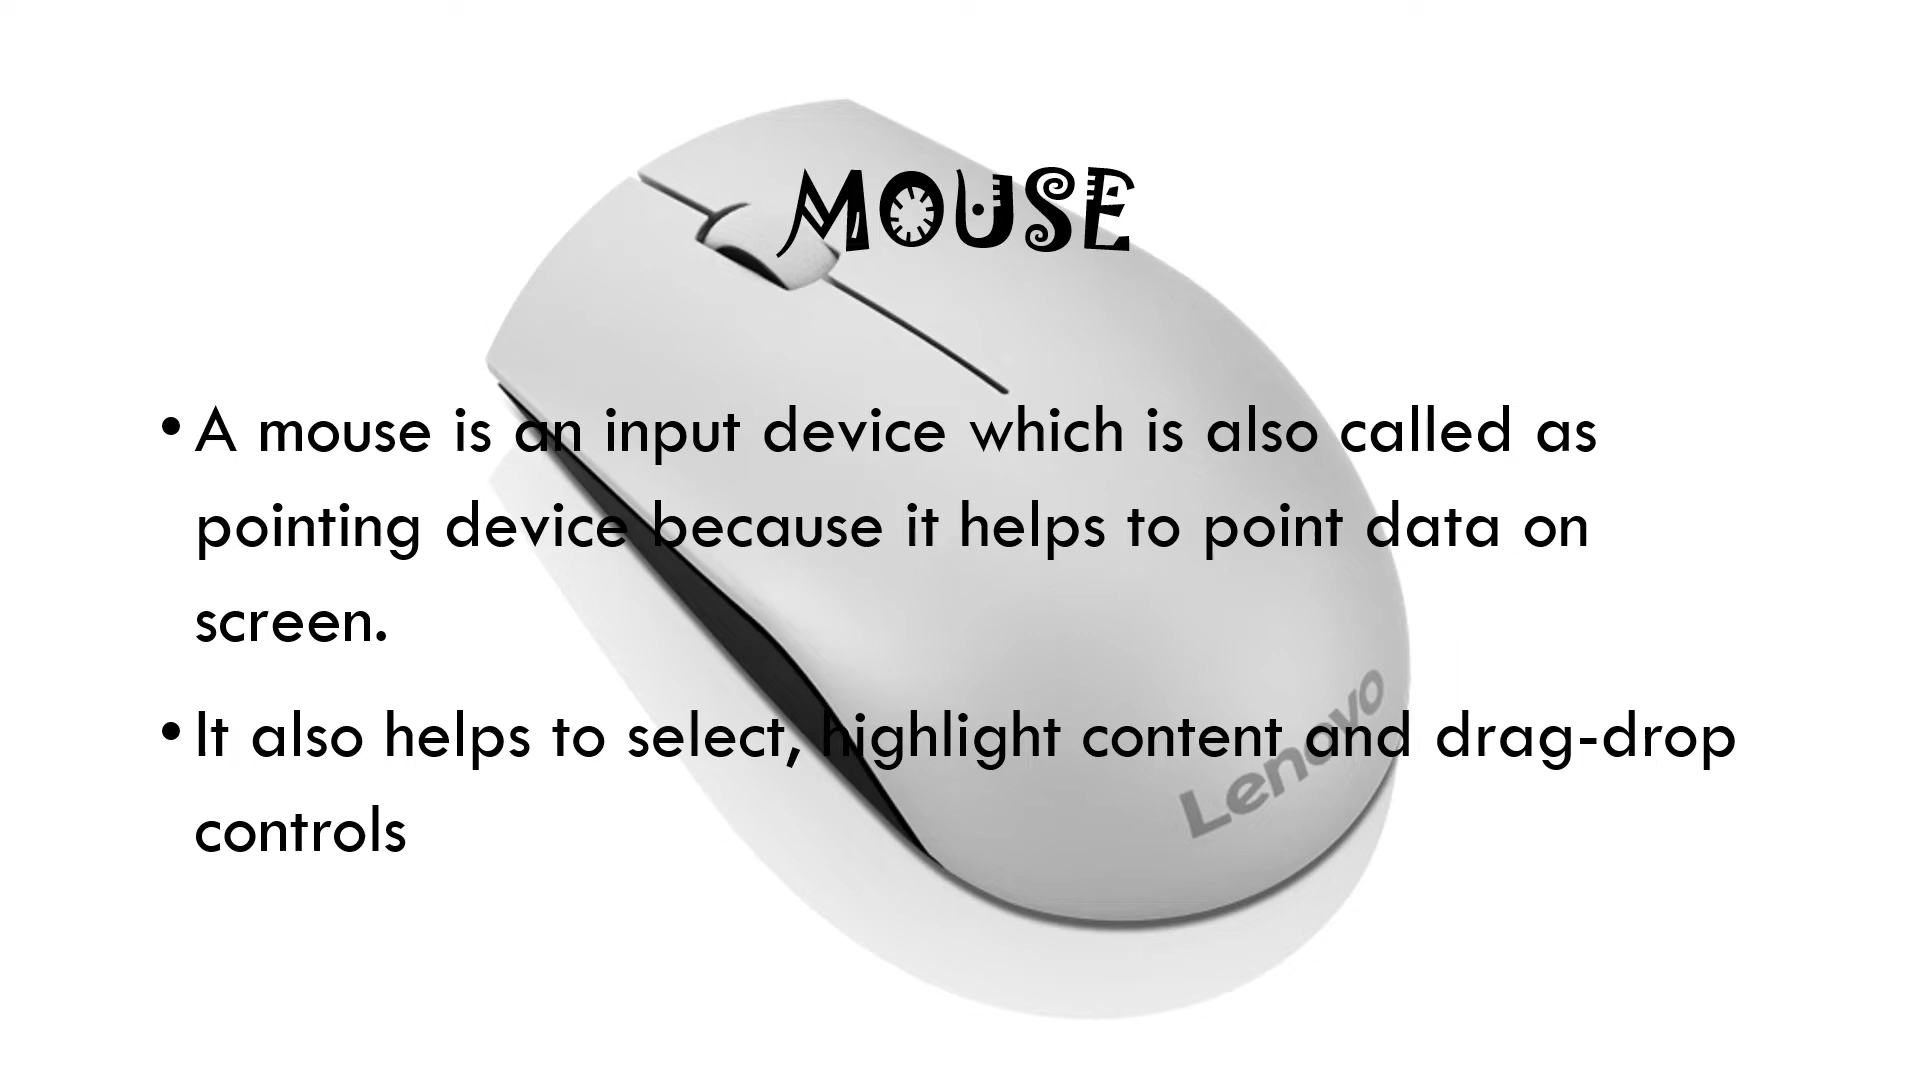 MOUSE
• A mouse is an input device which is also called as
pointing device because it helps to point data on
screen.
• It also helps to select, highlight content and drag-drop
controls
Lenovo